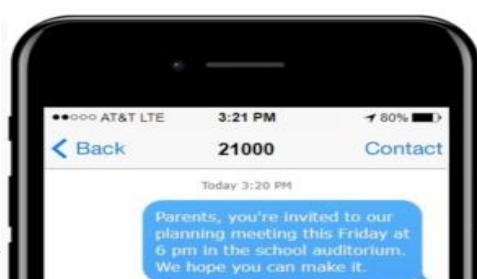 AT&T LTE 3:21 PM 80%
Back 21000 Contact
Today 3:20 PM
Parents, you're invited to our
planning meeting this Friday at
6 pm in the school auditorium.
We hope you can make it.